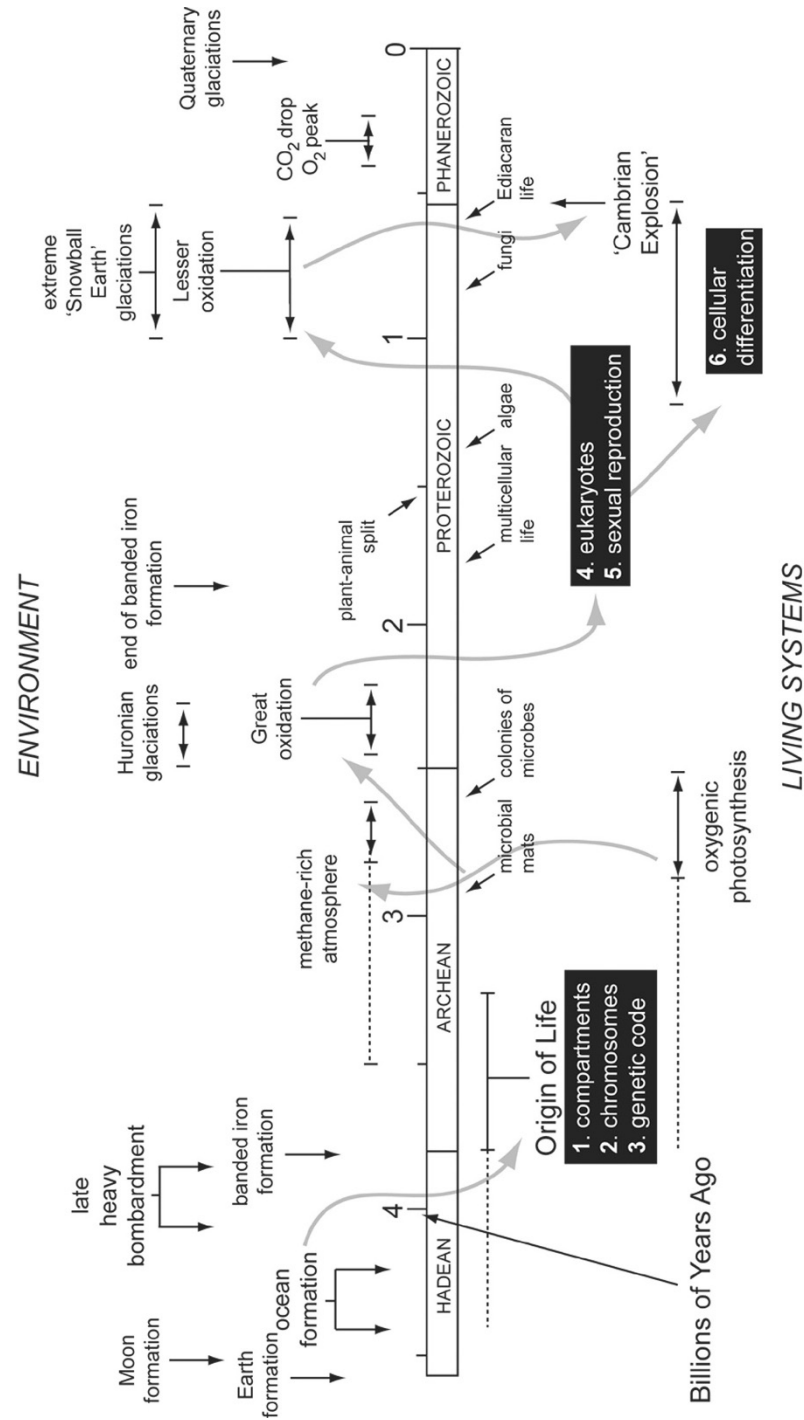 ENVIRONMENT
Moon
formation
Earth
formation
ocean
formation
late
heavy
bombardment
banded iron
formation
methane-rich
atmosphere
Huronian
glaciations
Great
oxidation
end of banded iron
formation
plant-animal
split
extreme
‘Snowball
Earth’
glaciations
Lesser
oxidation
CO2 drop
O2 peak
Quaternary
glaciations
4
3
2
1
0
HADEAN
ARCHEAN
PROTEROZOIC
PHANEROZOIC
microbial
mats
colonies of
microbes
multicellular
life
algae
fungi
Ediacaran
life
Billions of Years Ago
Origin of Life
1. compartments
2. chromosomes
3. genetic code
oxygenic
photosynthesis
4. eukaryotes
5. sexual reproduction
‘Cambrian
Explosion’
6. cellular
differentiation
LIVING SYSTEMS